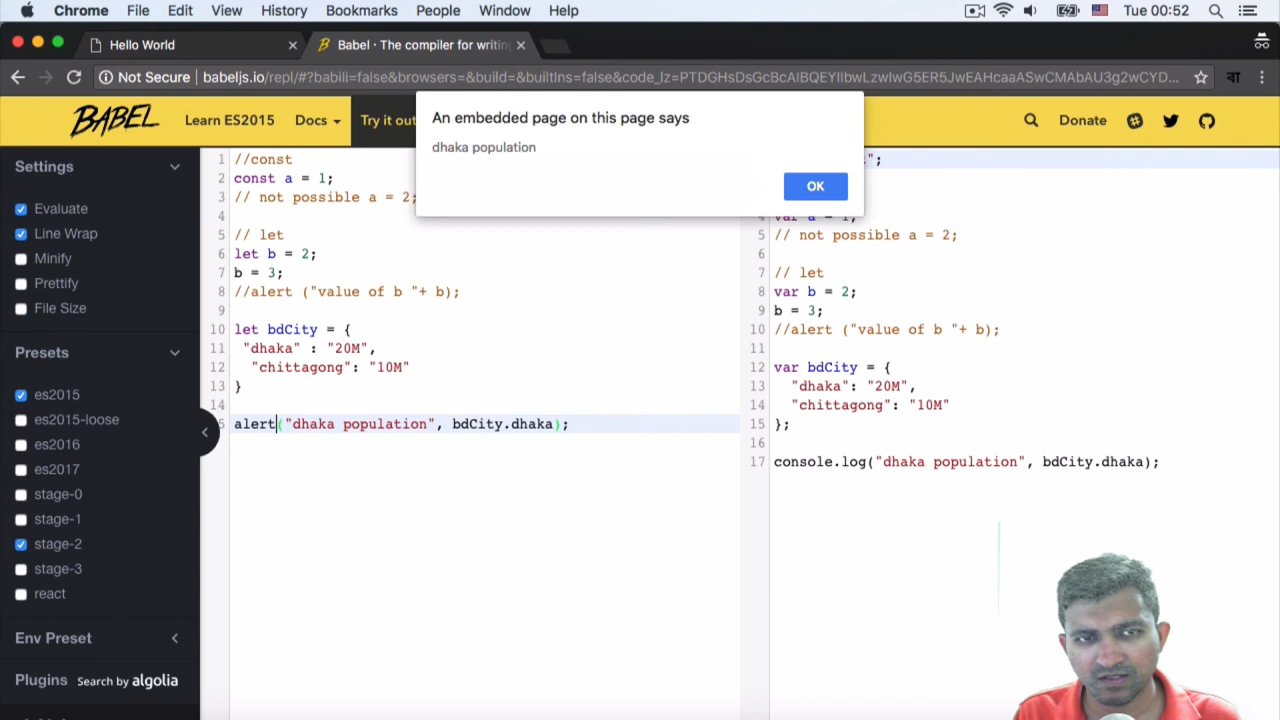 Chrome File Edit View History Bookmarks People Window Help Tue 00:52
Hello World
Babel · The compiler for writing
Not Secure babeljs.io/repl/#?babili=false&browsers=&build=&builtIns=false&code_lz=PTDGHsDsGcBcAIBQEYIIbwLzwIwG5ER5JwEAHcaaASwCMAbAU3g2wCYD... বা
BABEL Learn ES2015 Docs Try it out Donate
An embedded page on this page says
dhaka population
OK
Settings
Evaluate
Line Wrap
Minify
Prettify
File Size
Presets
es2015
es2015-loose
es2016
es2017
stage-0
stage-1
stage-2
stage-3
react
Env Preset
Plugins Search by algolia
1 //const
2 const a = 1;
3 // not possible a = 2;
4
5 // let
6 let b = 2;
7 b = 3;
8 //alert ("value of b "+ b);
9
10 let bdCity = {
11 "dhaka" : "20M",
12 "chittagong": "10M"
13 }
14
alert("dhaka population", bdCity.dhaka);
";
4 var a = 1;
5 // not possible a = 2;
6
7 // let
8 var b = 2;
9 b = 3;
10 //alert ("value of b "+ b);
11
12 var bdCity = {
13 "dhaka": "20M",
14 "chittagong": "10M"
15 };
16
17 console.log("dhaka population", bdCity.dhaka);